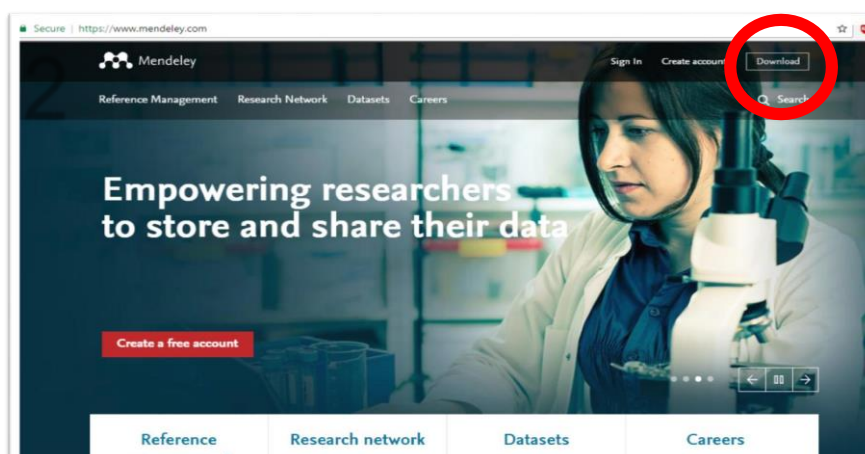 Secure | https://www.mendeley.com
Mendeley
Sign In Create account Download
Reference Management Research Network Datasets Careers
Search
2
Empowering researchers
to store and share their data
Create a free account
Reference Research network Datasets Careers